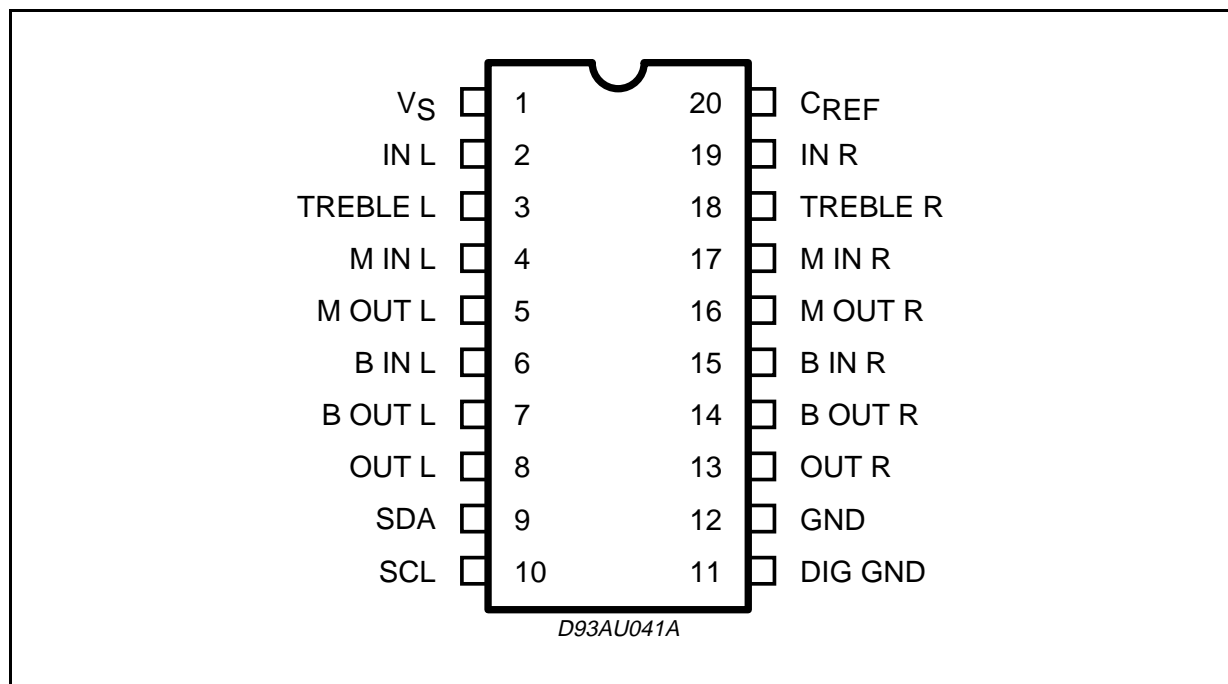 VS 1 20 CREF
IN L 2 19 IN R
TREBLE L 3 18 TREBLE R
M IN L 4 17 M IN R
M OUT L 5 16 M OUT R
B IN L 6 15 B IN R
B OUT L 7 14 B OUT R
OUT L 8 13 OUT R
SDA 9 12 GND
SCL 10 11 DIG GND
D93AU041A